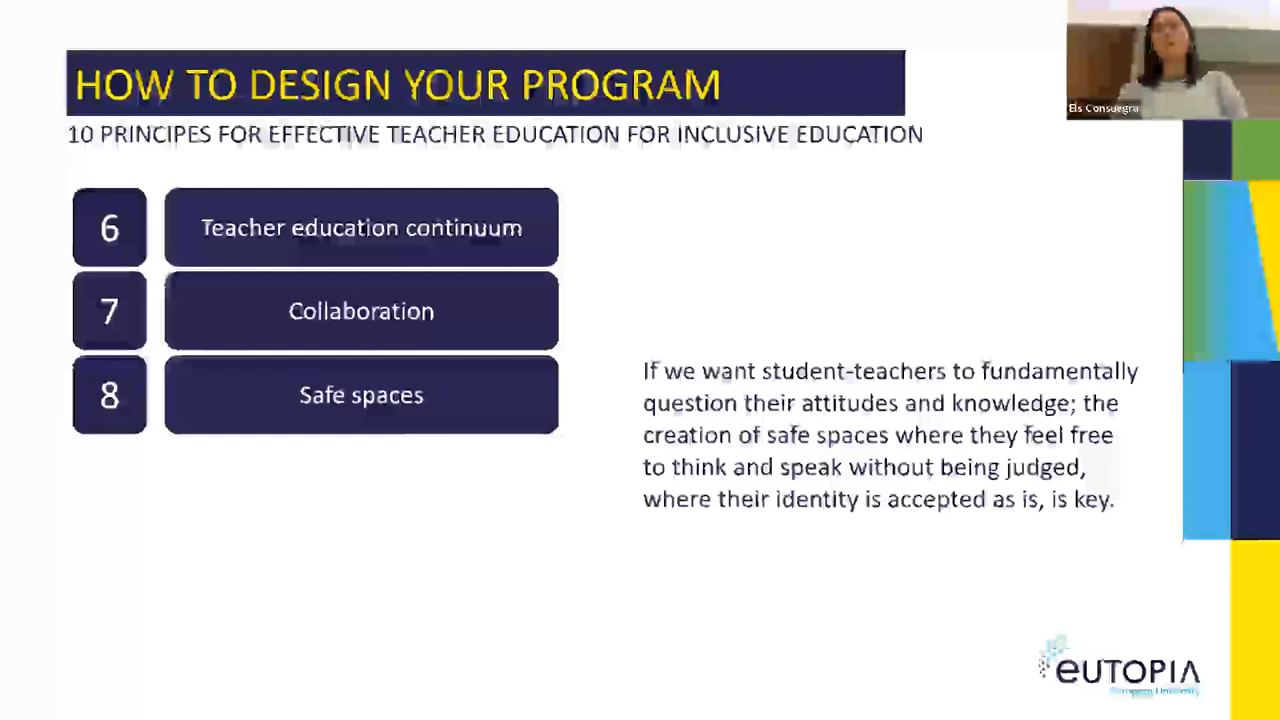 HOW TO DESIGN YOUR PROGRAM
Els Consuegra
10 PRINCIPES FOR EFFECTIVE TEACHER EDUCATION FOR INCLUSIVE EDUCATION
6 Teacher education continuum
7 Collaboration
8 Safe spaces
If we want student-teachers to fundamentally
question their attitudes and knowledge; the
creation of safe spaces where they feel free
to think and speak without being judged,
where their identity is accepted as is, is key.
eUTOPIA
European University